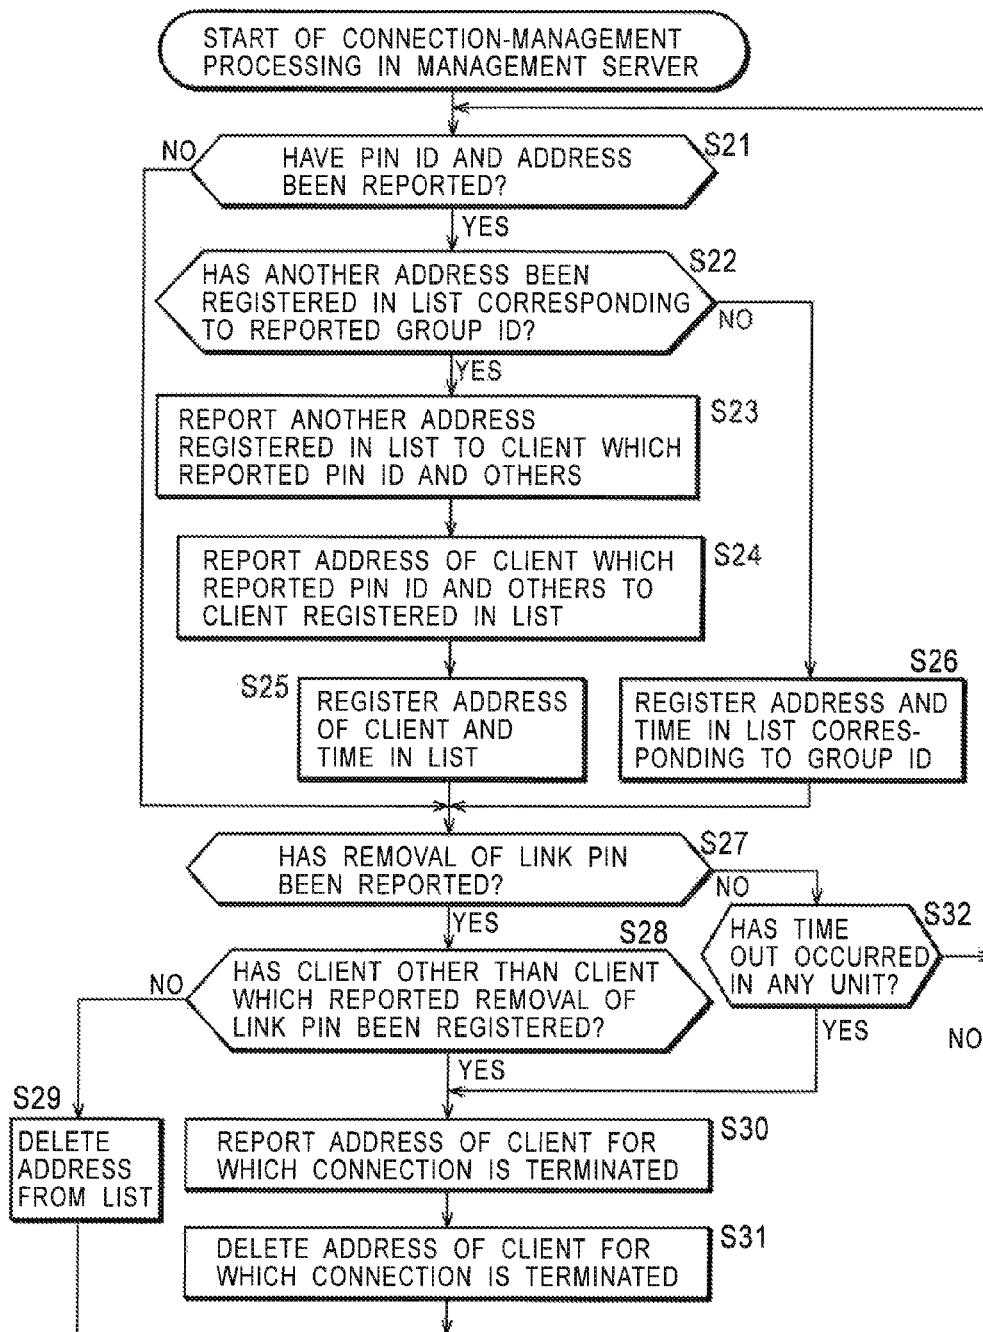 START OF CONNECTION-MANAGEMENT
PROCESSING IN MANAGEMENT SERVER
S21
NO
HAVE PIN ID AND ADDRESS
BEEN REPORTED?
YES
S22
HAS ANOTHER ADDRESS BEEN
REGISTERED IN LIST CORRESPONDING
TO REPORTED GROUP ID?
NO
YES
S23
REPORT ANOTHER ADDRESS
REGISTERED IN LIST TO CLIENT WHICH
REPORTED PIN ID AND OTHERS
S24
REPORT ADDRESS OF CLIENT WHICH
REPORTED PIN ID AND OTHERS TO
CLIENT REGISTERED IN LIST
S25
REGISTER ADDRESS
OF CLIENT AND
TIME IN LIST
S26
REGISTER ADDRESS AND
TIME IN LIST CORRES-
PONDING TO GROUP ID
S27
HAS REMOVAL OF LINK PIN
BEEN REPORTED?
NO
YES
S32
HAS TIME
OUT OCCURRED
IN ANY UNIT?
YES
NO
S28
NO
HAS CLIENT OTHER THAN CLIENT
WHICH REPORTED REMOVAL OF
LINK PIN BEEN REGISTERED?
YES
S29
DELETE
ADDRESS
FROM LIST
S30
REPORT ADDRESS OF CLIENT FOR
WHICH CONNECTION IS TERMINATED
S31
DELETE ADDRESS OF CLIENT FOR
WHICH CONNECTION IS TERMINATED